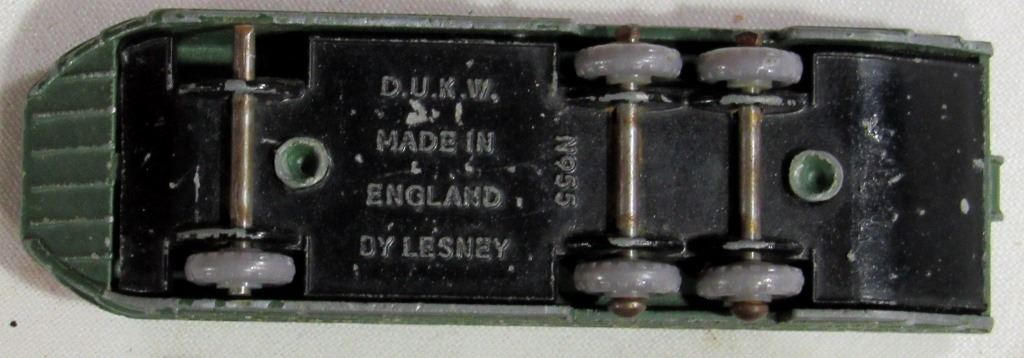 D.U.K.W.
MADE IN
ENGLAND
BY LESNEY
Nº55